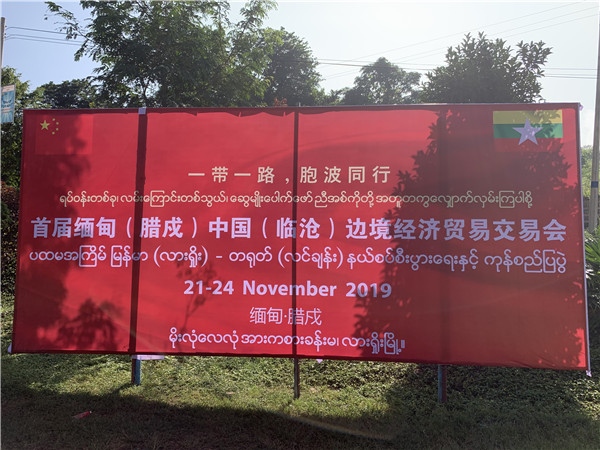 一带一路，胞波同行
ရပ်ဝန်းတစ်ခု၊ လမ်းကြောင်းတစ်သွယ်၊ ဆွေမျိုးပေါက်ဖော် ညီအစ်ကိုတို့ အတူတကွလျှောက်လှမ်းကြပါစို့
首届缅甸（腊戌）中国（临沧）边境经济贸易交易会
ပထမအကြိမ် မြန်မာ (လားရှိုး) - တရုတ် (လင်ချန်း) နယ်စပ်စီးပွားရေးနှင့် ကုန်စည်ပြပွဲ
21-24 November 2019
缅甸·腊戌
မိုးလုံလေလုံ အားကစားခန်းမ၊ လားရှိုးမြို့။